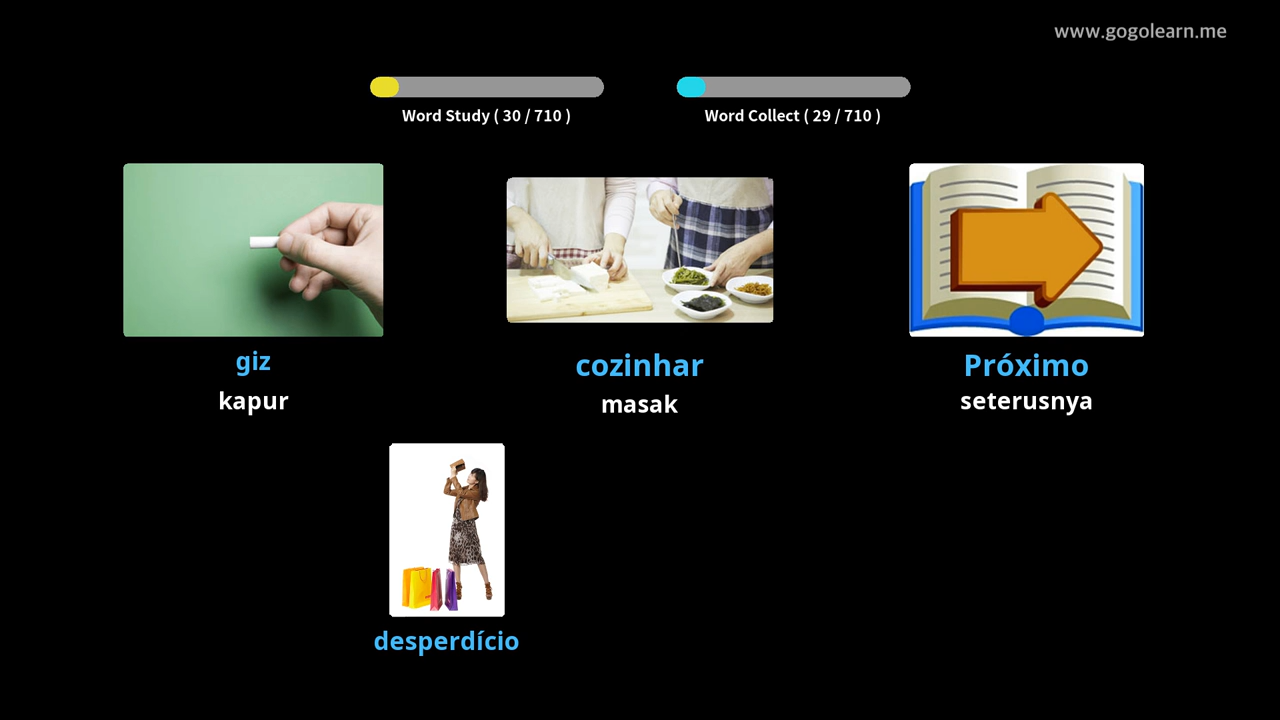 www.gogolearn.me
Word Study ( 30 / 710 )
Word Collect ( 29 / 710 )
giz
kapur
cozinhar
masak
Próximo
seterusnya
desperdício